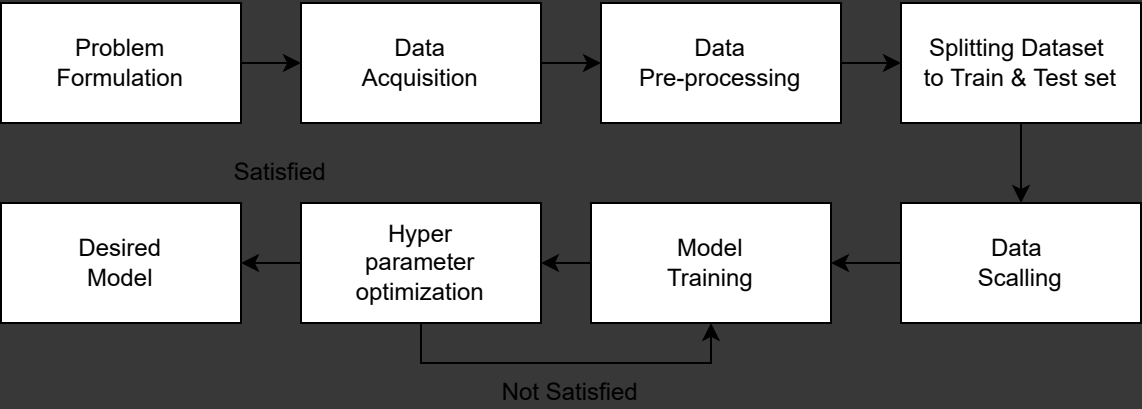 Problem
Formulation
Data
Acquisition
Data
Pre-processing
Splitting Dataset
to Train & Test set
Satisfied
Desired
Model
Hyper
parameter
optimization
Model
Training
Data
Scalling
Not Satisfied